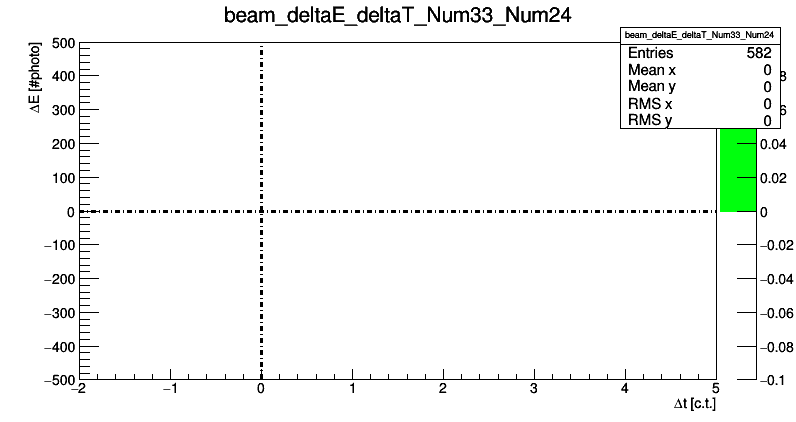 beam_deltaE_deltaT_Num33_Num24
beam_deltaE_deltaT_Num33_Num24
Entries 582
Mean x 0
Mean y 0
RMS x 0
RMS y 0
ΔE [#photo]
500
400
300
200
100
0
−100
−200
−300
−400
−500
−2 −1 0 1 2 3 4 5
Δt [c.t.]
8
6
0.04
0.02
0
−0.02
−0.04
−0.06
−0.08
−0.1